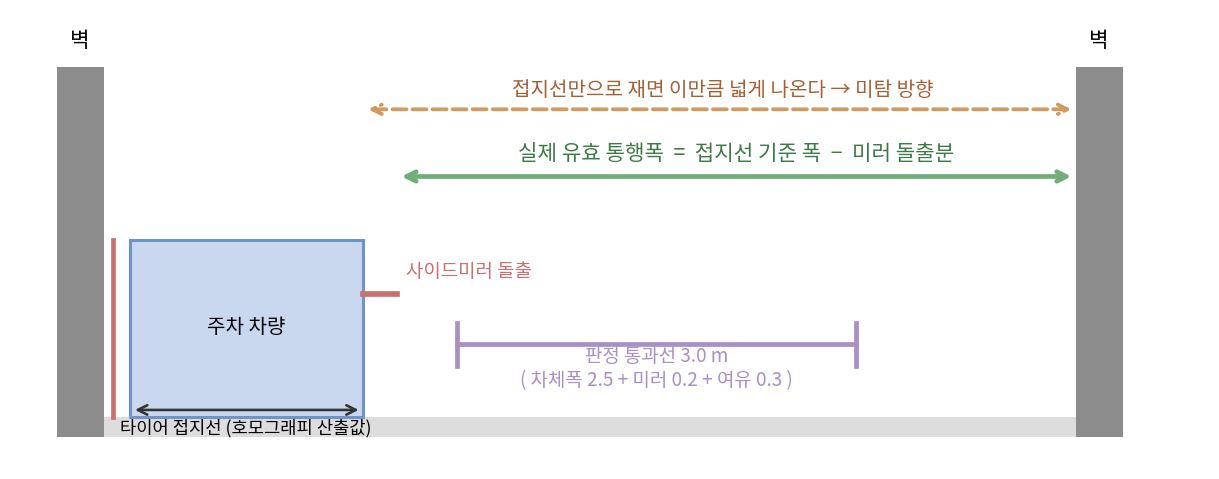 벽
벽
접지선만으로 재면 이만큼 넓게 나온다 → 미탐 방향
실제 유효 통행폭 = 접지선 기준 폭 − 미러 돌출분
사이드미러 돌출
주차 차량
판정 통과선 3.0 m
( 차체폭 2.5 + 미러 0.2 + 여유 0.3 )
타이어 접지선 (호모그래피 산출값)